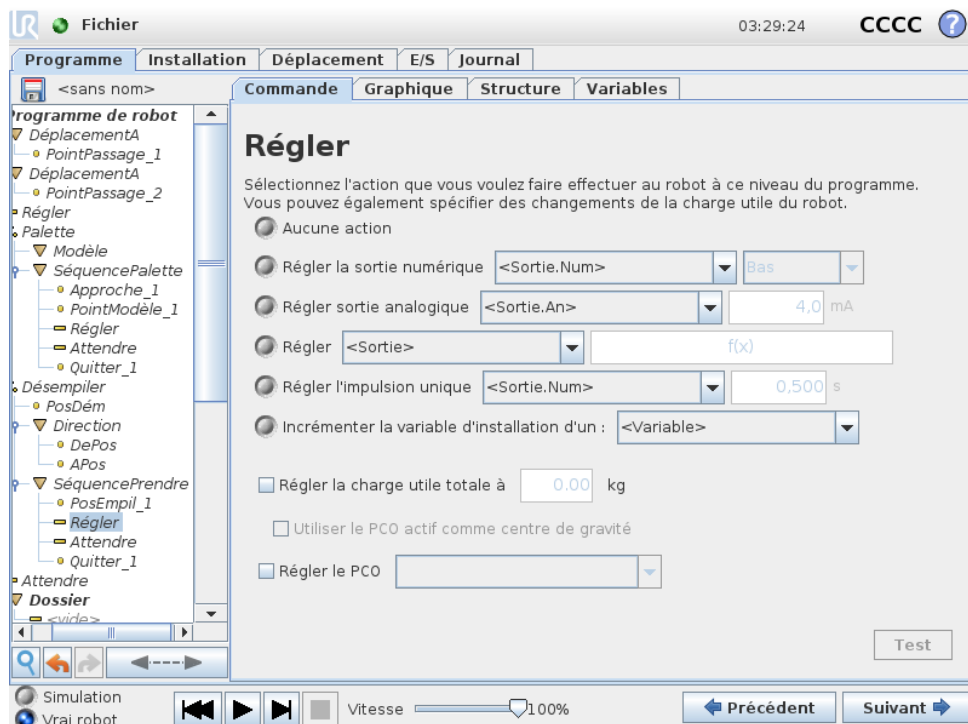 UR Fichier 03:29:24 CCCC ?
Programme Installation Déplacement E/S Journal
<sans nom>
Commande Graphique Structure Variables
Programme de robot
DéplacementA
PointPassage_1
DéplacementA
PointPassage_2
Régler
Palette
Modèle
SéquencePalette
Approche_1
PointModèle_1
Régler
Attendre
Quitter_1
Désempiler
PosDém
Direction
DePos
APos
SéquencePrendre
PosEmpil_1
Régler
Attendre
Quitter_1
Attendre
Dossier
<vide>
Régler
Sélectionnez l'action que vous voulez faire effectuer au robot à ce niveau du programme.
Vous pouvez également spécifier des changements de la charge utile du robot.
Aucune action
Régler la sortie numérique <Sortie.Num> Bas
Régler sortie analogique <Sortie.An> 4,0 mA
Régler <Sortie> f(x)
Régler l'impulsion unique <Sortie.Num> 0,500 s
Incrémenter la variable d'installation d'un : <Variable>
Régler la charge utile totale à 0.00 kg
Utiliser le PCO actif comme centre de gravité
Régler le PCO
Test
Simulation
Vrai robot
Vitesse 100%
Précédent Suivant